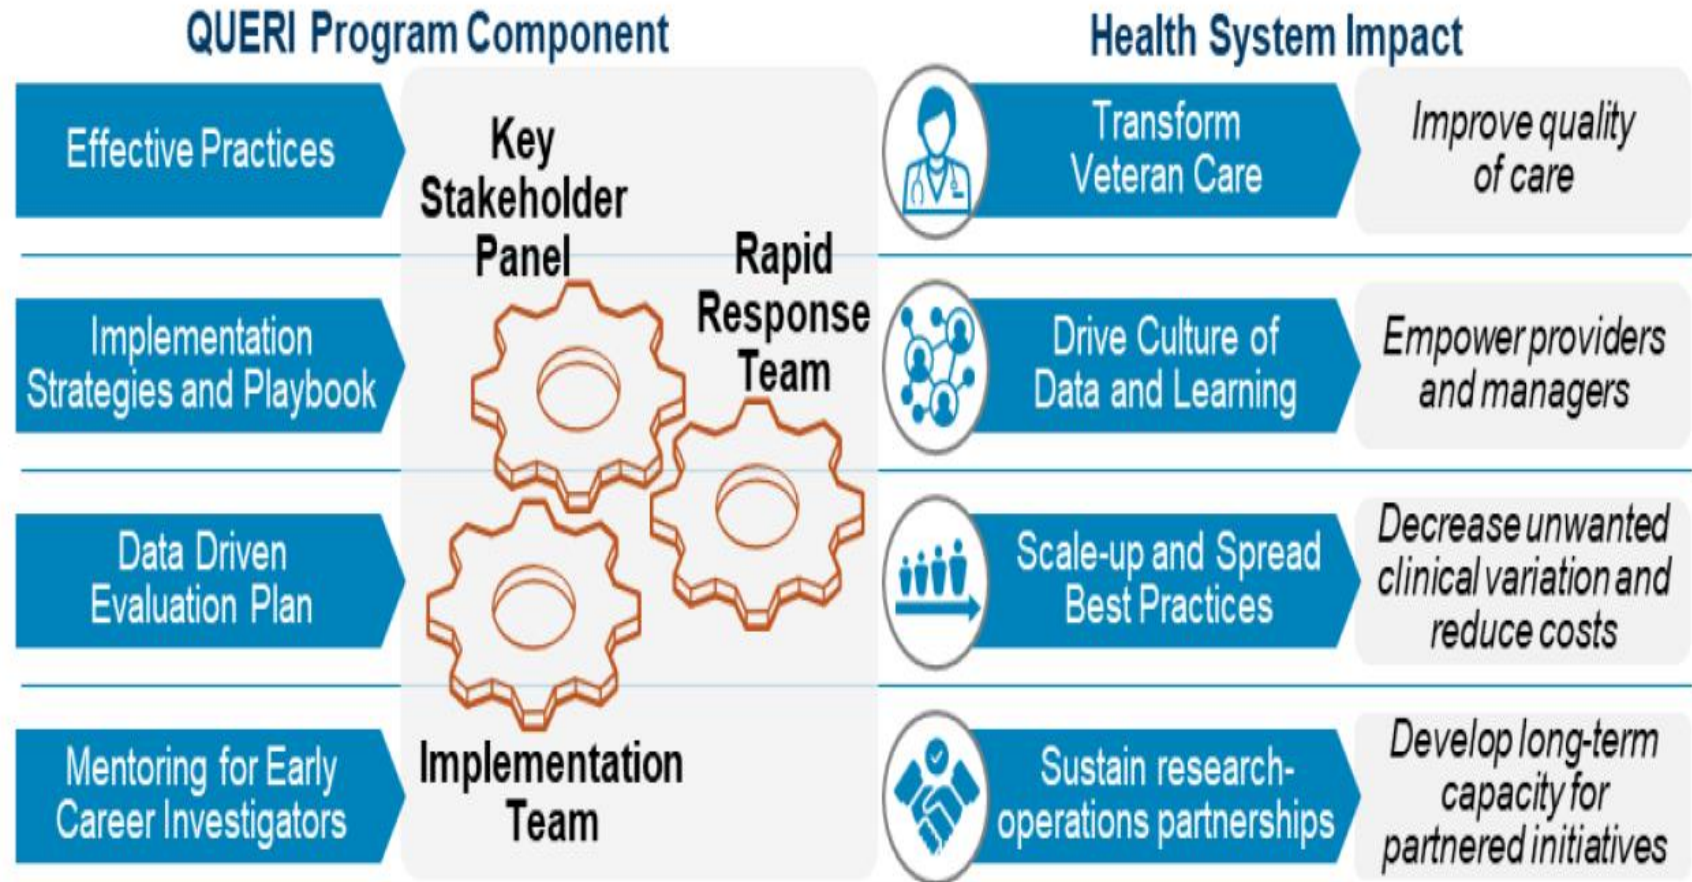 QUERI Program Component
Health System Impact
Effective Practices
Key
Stakeholder
Panel
Rapid
Response
Team
Transform
Veteran Care
Improve quality
of care
Implementation
Strategies and Playbook
Drive Culture of
Data and Learning
Empower providers
and managers
Data Driven
Evaluation Plan
Scale-up and Spread
Best Practices
Decrease unwanted
clinical variation and
reduce costs
Mentoring for Early
Career Investigators
Implementation
Team
Sustain research-
operations partnerships
Develop long-term
capacity for
partnered initiatives